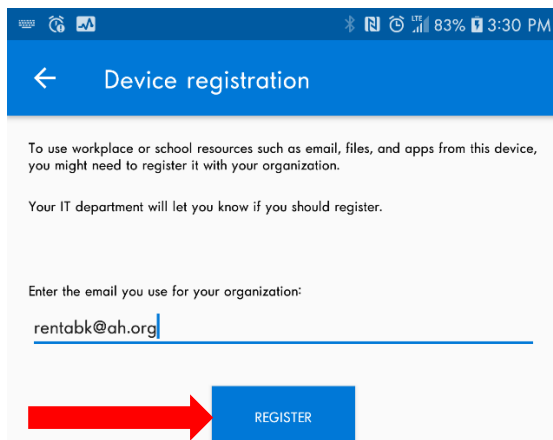 LTE 83% 3:30 PM
Device registration
To use workplace or school resources such as email, files, and apps from this device,
you might need to register it with your organization.
Your IT department will let you know if you should register.
Enter the email you use for your organization:
rentabk@ah.org
REGISTER